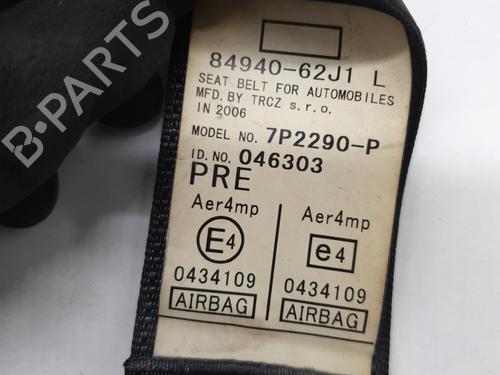 84940-62J1 L
SEAT BELT FOR AUTOMOBILES
MFD. BY TRCZ s.r.o.
IN 2006
MODEL NO. 7P2290-P
ID.NO. 046303
PRE
Aer4mp Aer4mp
E4 e4
0434109 0434109
AIRBAG AIRBAG
B-PARTS